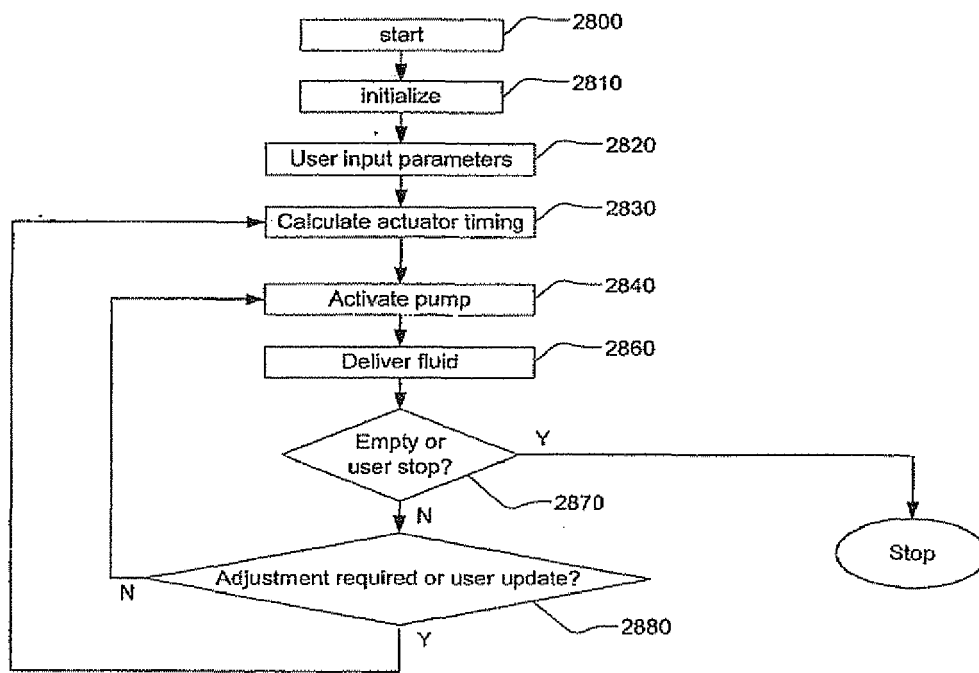 start
2800
initialize
2810
User input parameters
2820
Calculate actuator timing
2830
Activate pump
2840
Deliver fluid
2860
Empty or
user stop?
Y
2870
N
Stop
Adjustment required or user update?
N
2880
Y